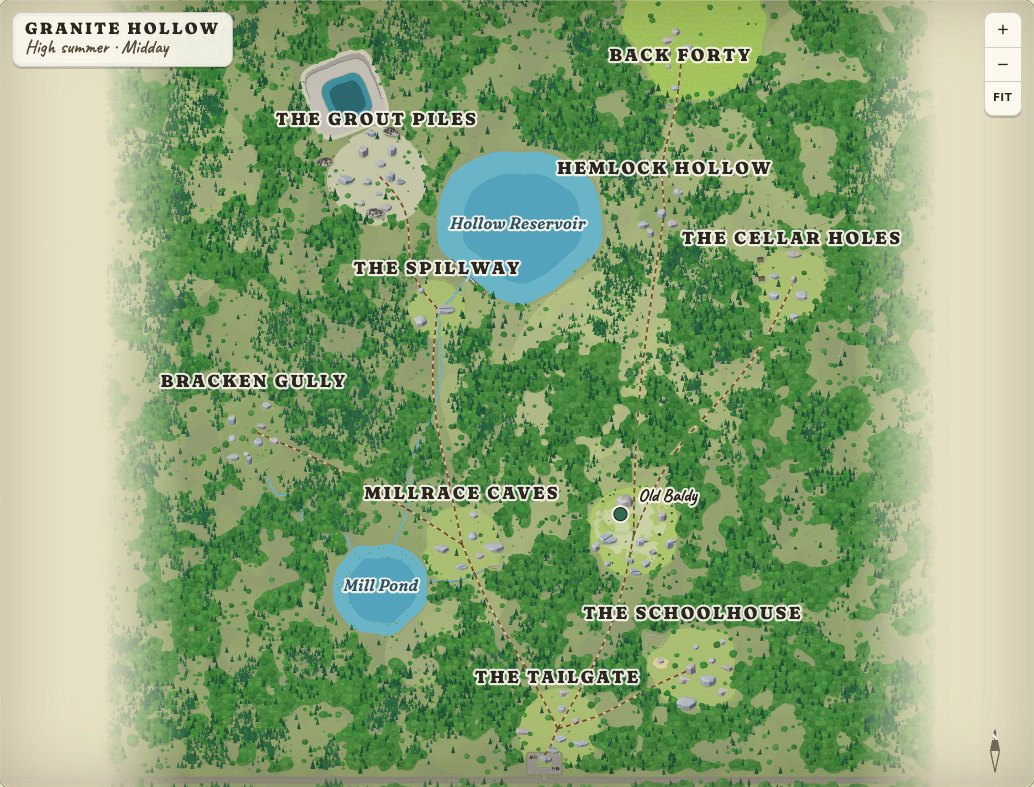 GRANITE HOLLOW
High summer · Midday
+
−
FIT
BACK FORTY
THE GROUT PILES
HEMLOCK HOLLOW
Hollow Reservoir
THE CELLAR HOLES
THE SPILLWAY
BRACKEN GULLY
MILLRACE CAVES
Old Baldy
Mill Pond
THE SCHOOLHOUSE
THE TAILGATE